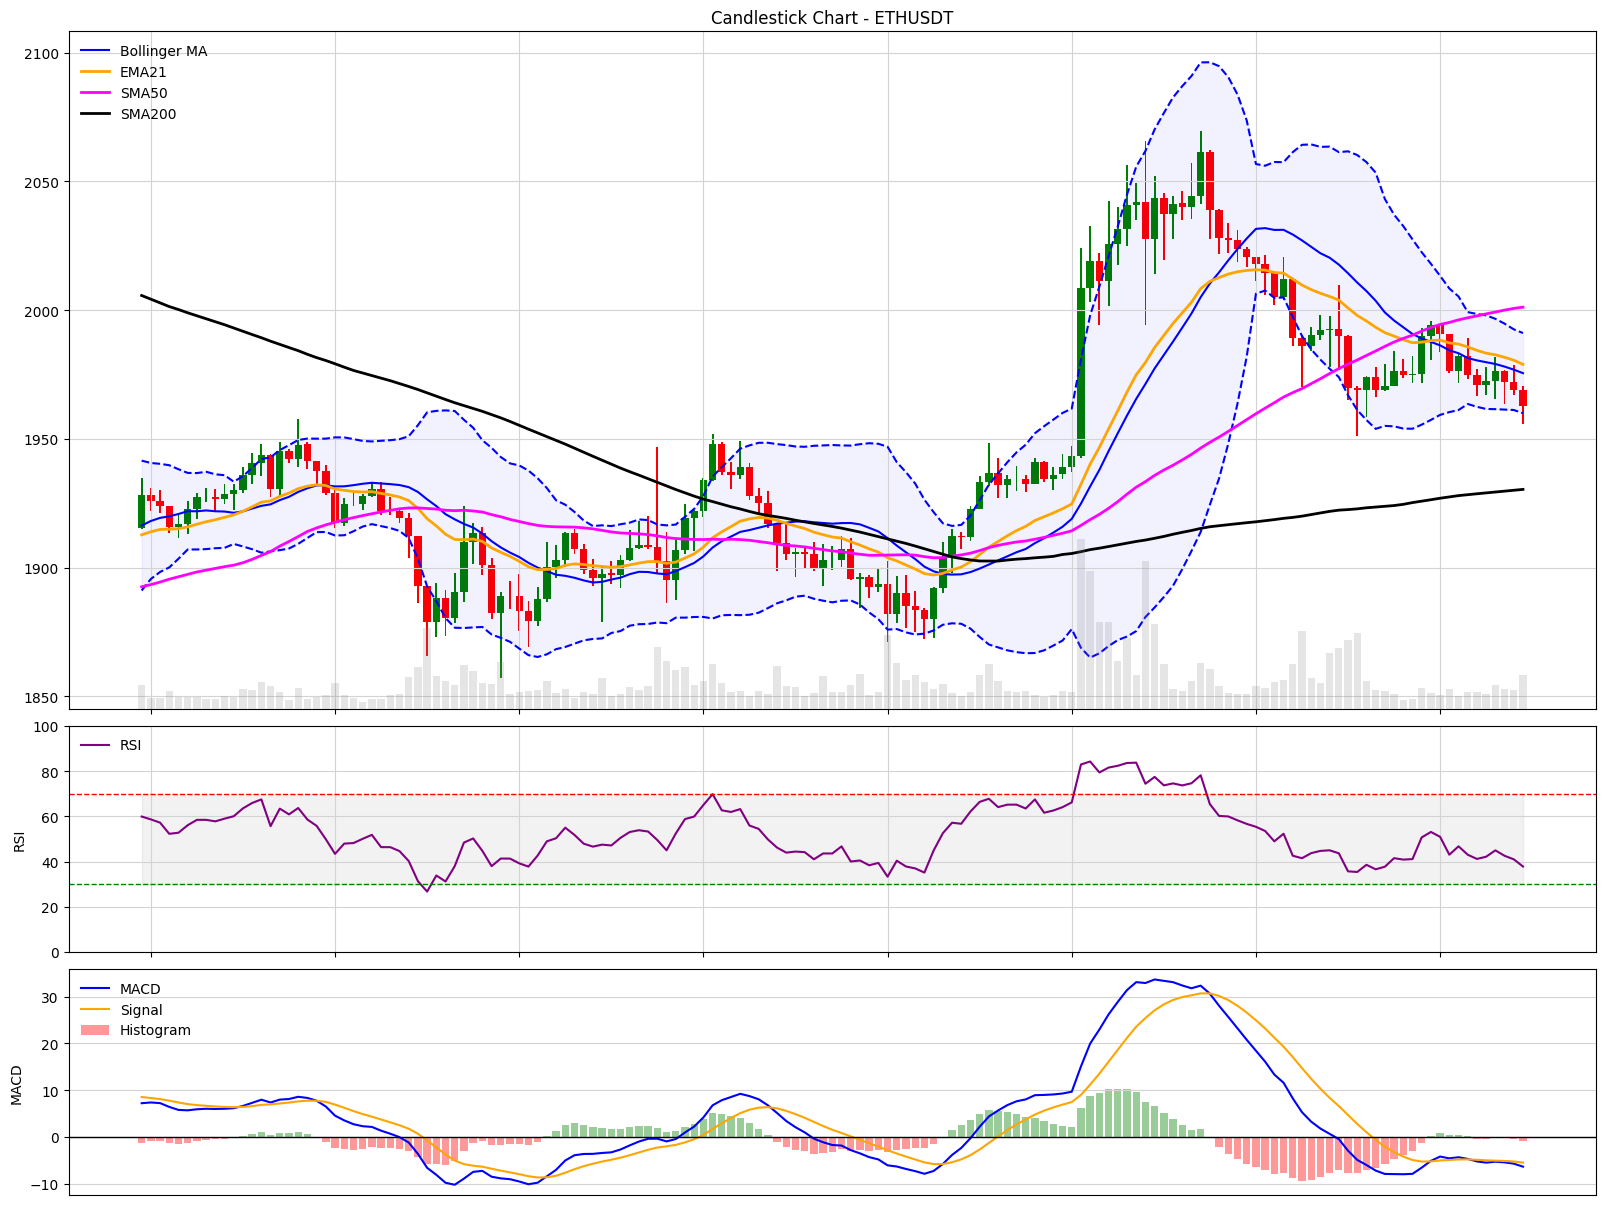 Candlestick Chart - ETHUSDT
Bollinger MA
EMA21
SMA50
SMA200
2100
2050
2000
1950
1900
1850
RSI
100
80
60
40
20
0
RSI
MACD
Signal
Histogram
30
20
10
0
−10
MACD